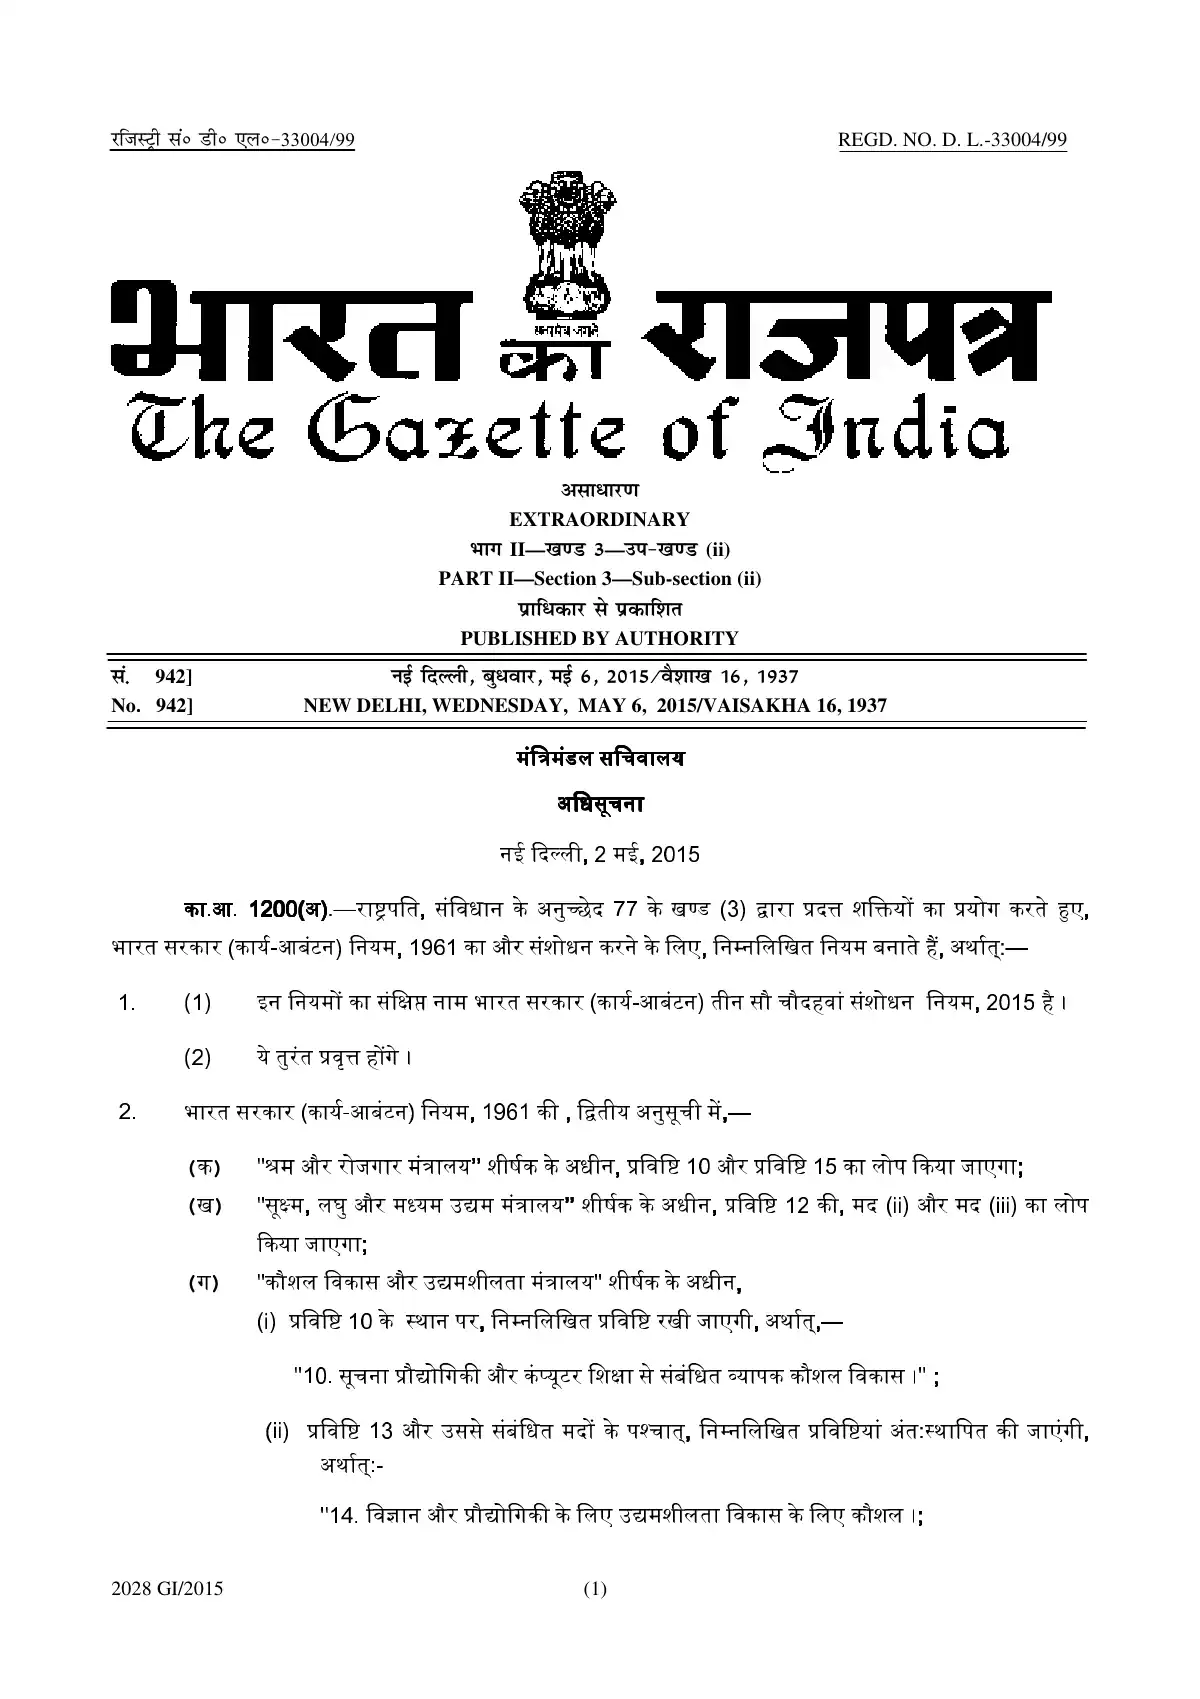 रजिस्ट्री सं० डी० एल०-33004/99
REGD. NO. D. L.-33004/99
भारत का राजपत्र
The Gazette of India
असाधारण
EXTRAORDINARY
भाग II—खण्ड 3—उप-खण्ड (ii)
PART II—Section 3—Sub-section (ii)
प्राधिकार से प्रकाशित
PUBLISHED BY AUTHORITY
सं. 942] नई दिल्ली, बुधवार, मई 6, 2015/वैशाख 16, 1937
No. 942] NEW DELHI, WEDNESDAY, MAY 6, 2015/VAISAKHA 16, 1937
मंत्रिमंडल सचिवालय
अधिसूचना
नई दिल्ली, 2 मई, 2015
का.आ. 1200(अ).—राष्ट्रपति, संविधान के अनुच्छेद 77 के खण्ड (3) द्वारा प्रदत्त शक्तियों का प्रयोग करते हुए,
भारत सरकार (कार्य-आबंटन) नियम, 1961 का और संशोधन करने के लिए, निम्नलिखित नियम बनाते हैं, अर्थात्:—
1. (1) इन नियमों का संक्षिप्त नाम भारत सरकार (कार्य-आबंटन) तीन सौ चौदहवां संशोधन नियम, 2015 है ।
(2) ये तुरंत प्रवृत्त होंगे ।
2. भारत सरकार (कार्य-आबंटन) नियम, 1961 की , द्वितीय अनुसूची में,—
(क) "श्रम और रोजगार मंत्रालय” शीर्षक के अधीन, प्रविष्टि 10 और प्रविष्टि 15 का लोप किया जाएगा;
(ख) "सूक्ष्म, लघु और मध्यम उद्यम मंत्रालय” शीर्षक के अधीन, प्रविष्टि 12 की, मद (ii) और मद (iii) का लोप
किया जाएगा;
(ग) "कौशल विकास और उद्यमशीलता मंत्रालय" शीर्षक के अधीन,
(i) प्रविष्टि 10 के स्थान पर, निम्नलिखित प्रविष्टि रखी जाएगी, अर्थात्,—
"10. सूचना प्रौद्योगिकी और कंप्यूटर शिक्षा से संबंधित व्यापक कौशल विकास ।" ;
(ii) प्रविष्टि 13 और उससे संबंधित मदों के पश्चात्, निम्नलिखित प्रविष्टियां अंत:स्थापित की जाएंगी,
अर्थात्:-
"14. विज्ञान और प्रौद्योगिकी के लिए उद्यमशीलता विकास के लिए कौशल ।;
2028 GI/2015 (1)